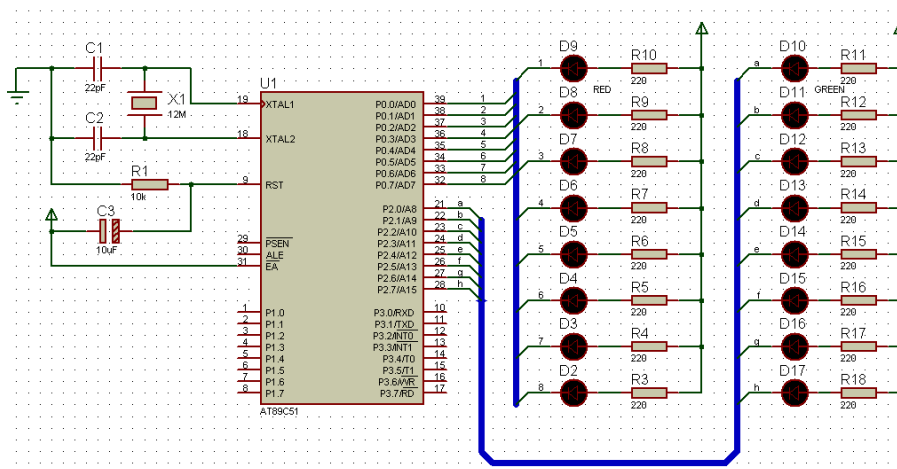 C1
22pF
X1
12M
C2
22pF
R1
10k
C3
10uF
U1
19 XTAL1
18 XTAL2
9 RST
29 PSEN
30 ALE
31 EA
1 P1.0
2 P1.1
3 P1.2
4 P1.3
5 P1.4
6 P1.5
7 P1.6
8 P1.7
AT89C51
P0.0/AD0 39 1
P0.1/AD1 38 2
P0.2/AD2 37 3
P0.3/AD3 36 4
P0.4/AD4 35 5
P0.5/AD5 34 6
P0.6/AD6 33 7
P0.7/AD7 32 8
P2.0/A8 21 a
P2.1/A9 22 b
P2.2/A10 23 c
P2.3/A11 24 d
P2.4/A12 25 e
P2.5/A13 26 f
P2.6/A14 27 g
P2.7/A15 28 h
P3.0/RXD 10
P3.1/TXD 11
P3.2/INT0 12
P3.3/INT1 13
P3.4/T0 14
P3.5/T1 15
P3.6/WR 16
P3.7/RD 17
1 D9 R10
RED 220
2 D8 R9
220
3 D7 R8
220
4 D6 R7
220
5 D5 R6
220
6 D4 R5
220
7 D3 R4
220
8 D2 R3
220
a D10 R11
GREEN 220
b D11 R12
220
c D12 R13
220
d D13 R14
220
e D14 R15
220
f D15 R16
220
g D16 R17
220
h D17 R18
220